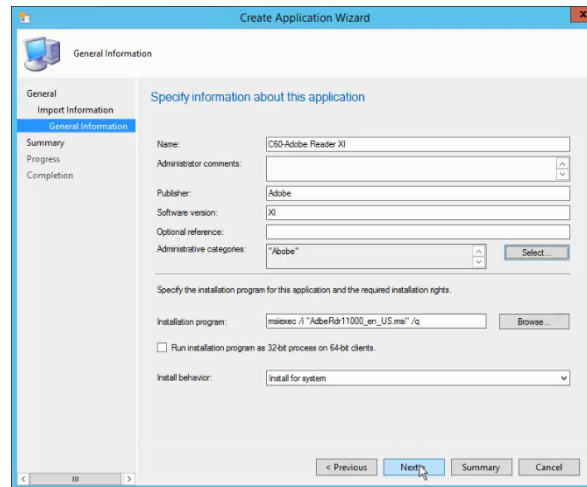 Create Application Wizard
x
General Information
General
Import Information
General Information
Summary
Progress
Completion
Specify information about this application
Name: C60-Adobe Reader XI
Administrator comments:
Publisher: Adobe
Software version: XI
Optional reference:
Administrative categories: "Abobe" Select...
Specify the installation program for this application and the required installation rights.
Installation program: msiexec /i "AdbeRdr11000_en_US.msi" /q Browse...
Run installation program as 32-bit process on 64-bit clients.
Install behavior: Install for system
< Previous Next > Summary Cancel